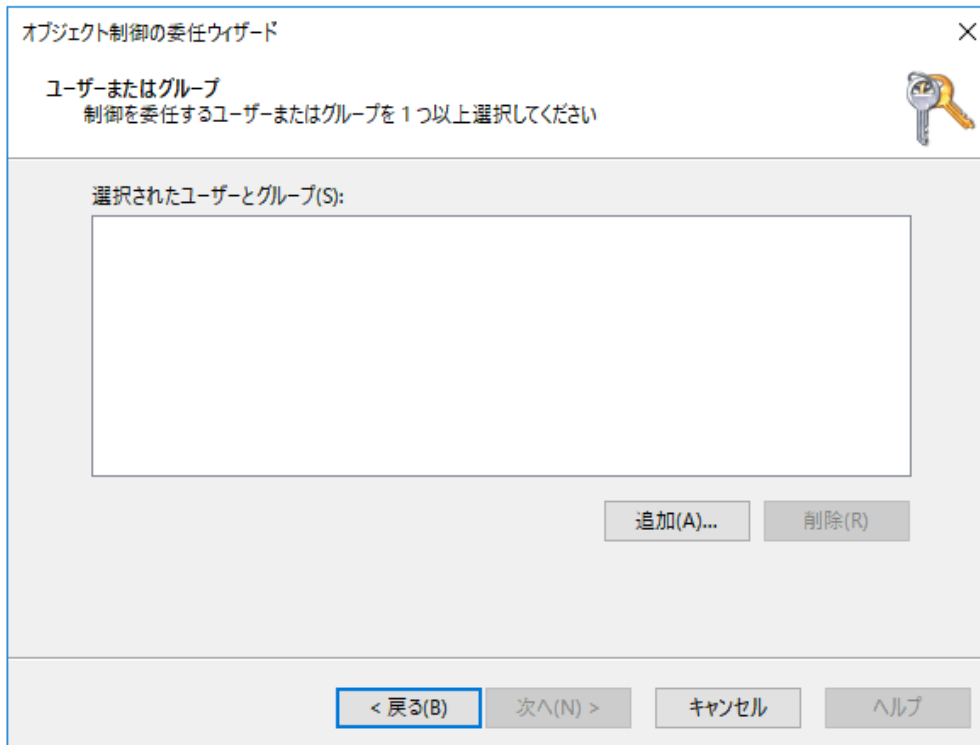 オブジェクト制御の委任ウィザード
ユーザーまたはグループ
制御を委任するユーザーまたはグループを 1 つ以上選択してください
選択されたユーザーとグループ(S):
追加(A)...
削除(R)
< 戻る(B)
次へ(N) >
キャンセル
ヘルプ